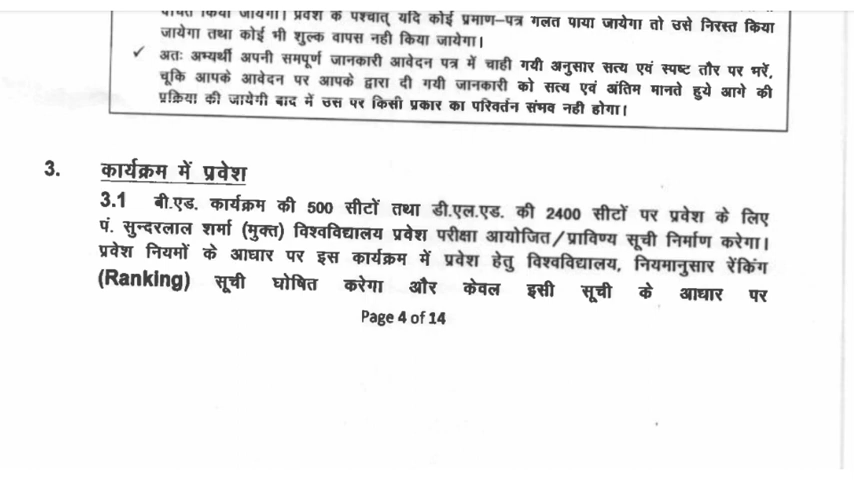 किया जायेगा। प्रवेश के पश्चात् यदि कोई प्रमाण–पत्र गलत पाया जायेगा तो उसे निरस्त किया
जायेगा तथा कोई भी शुल्क वापस नही किया जायेगा।
✓ अतः अभ्यर्थी अपनी समपूर्ण जानकारी आवेदन पत्र में चाही गयी अनुसार सत्य एवं स्पष्ट तौर पर भरें,
चूकि आपके आवेदन पर आपके द्वारा दी गयी जानकारी को सत्य एवं अंतिम मानते हुये आगे की
प्रक्रिया की जायेगी बाद में उस पर किसी प्रकार का परिवर्तन संभव नही होगा।
3. कार्यक्रम में प्रवेश
3.1 बी.एड. कार्यक्रम की 500 सीटों तथा डी.एल.एड. की 2400 सीटों पर प्रवेश के लिए
पं. सुन्दरलाल शर्मा (मुक्त) विश्वविद्यालय प्रवेश परीक्षा आयोजित/प्राविण्य सूची निर्माण करेगा।
प्रवेश नियमों के आधार पर इस कार्यक्रम में प्रवेश हेतु विश्वविद्यालय, नियमानुसार रेंकिंग
(Ranking) सूची घोषित करेगा और केवल इसी सूची के आधार पर
Page 4 of 14